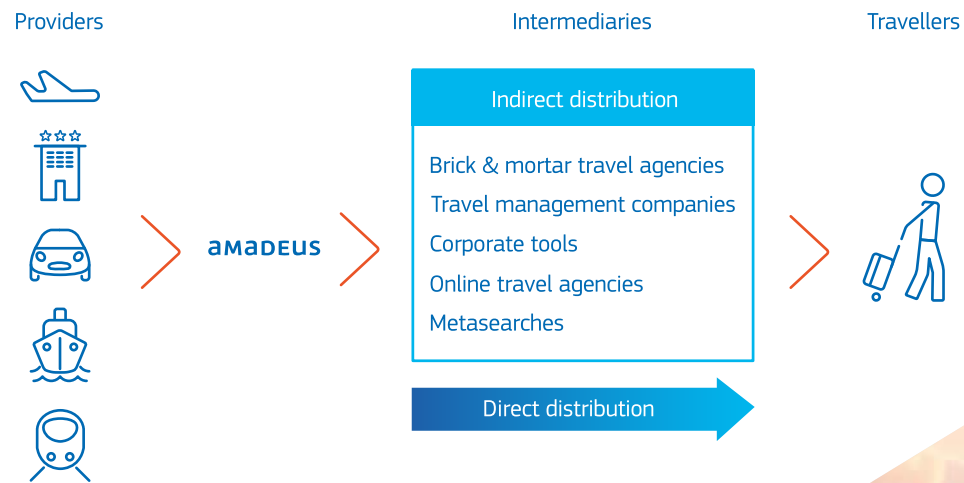 Providers
Intermediaries
Travellers
Indirect distribution
Brick & mortar travel agencies
Travel management companies
Corporate tools
Online travel agencies
Metasearches
amadeus
Direct distribution